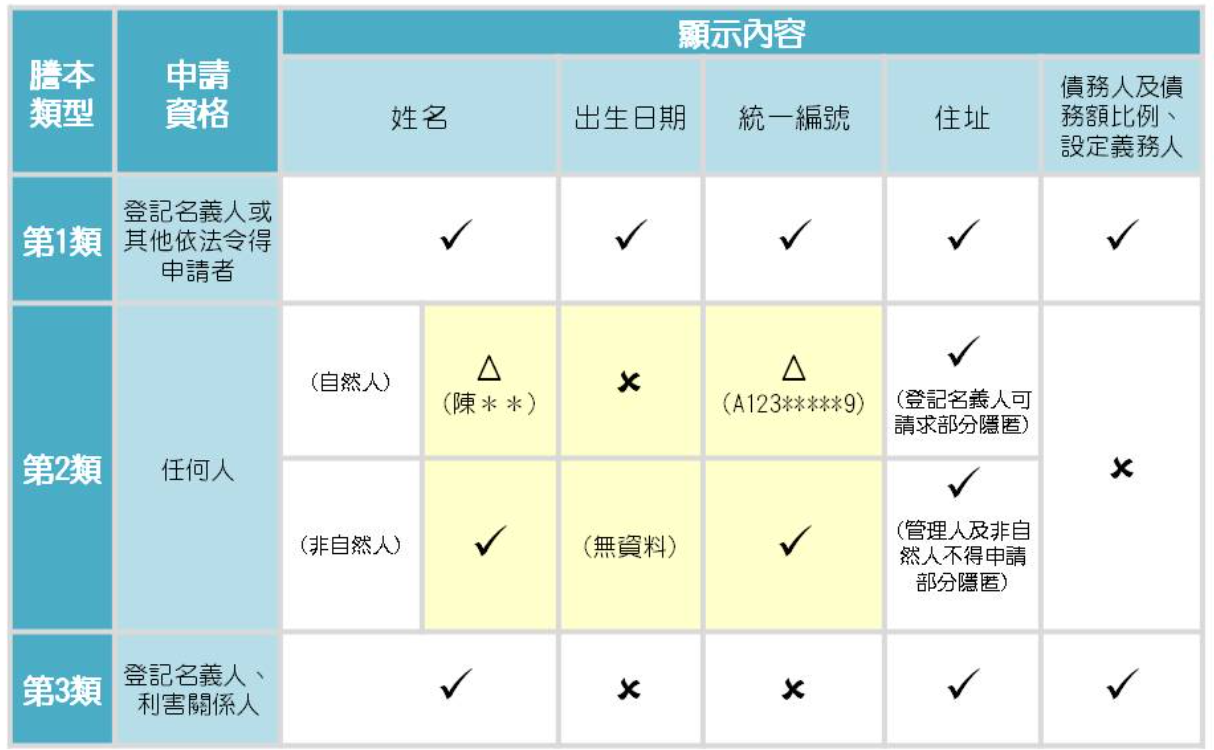 謄本
類型
申請
資格
顯示內容
姓名
出生日期
統一編號
住址
債務人及債
務額比例、
設定義務人
第1類
登記名義人或
其他依法令得
申請者
✓
✓
✓
✓
✓
第2類
任何人
(自然人)
△
(陳＊＊)
✘
△
(A123*****9)
✓
(登記名義人可
請求部分隱匿)
✘
(非自然人)
✓
(無資料)
✓
✓
(管理人及非自
然人不得申請
部分隱匿)
第3類
登記名義人、
利害關係人
✓
✘
✘
✓
✓